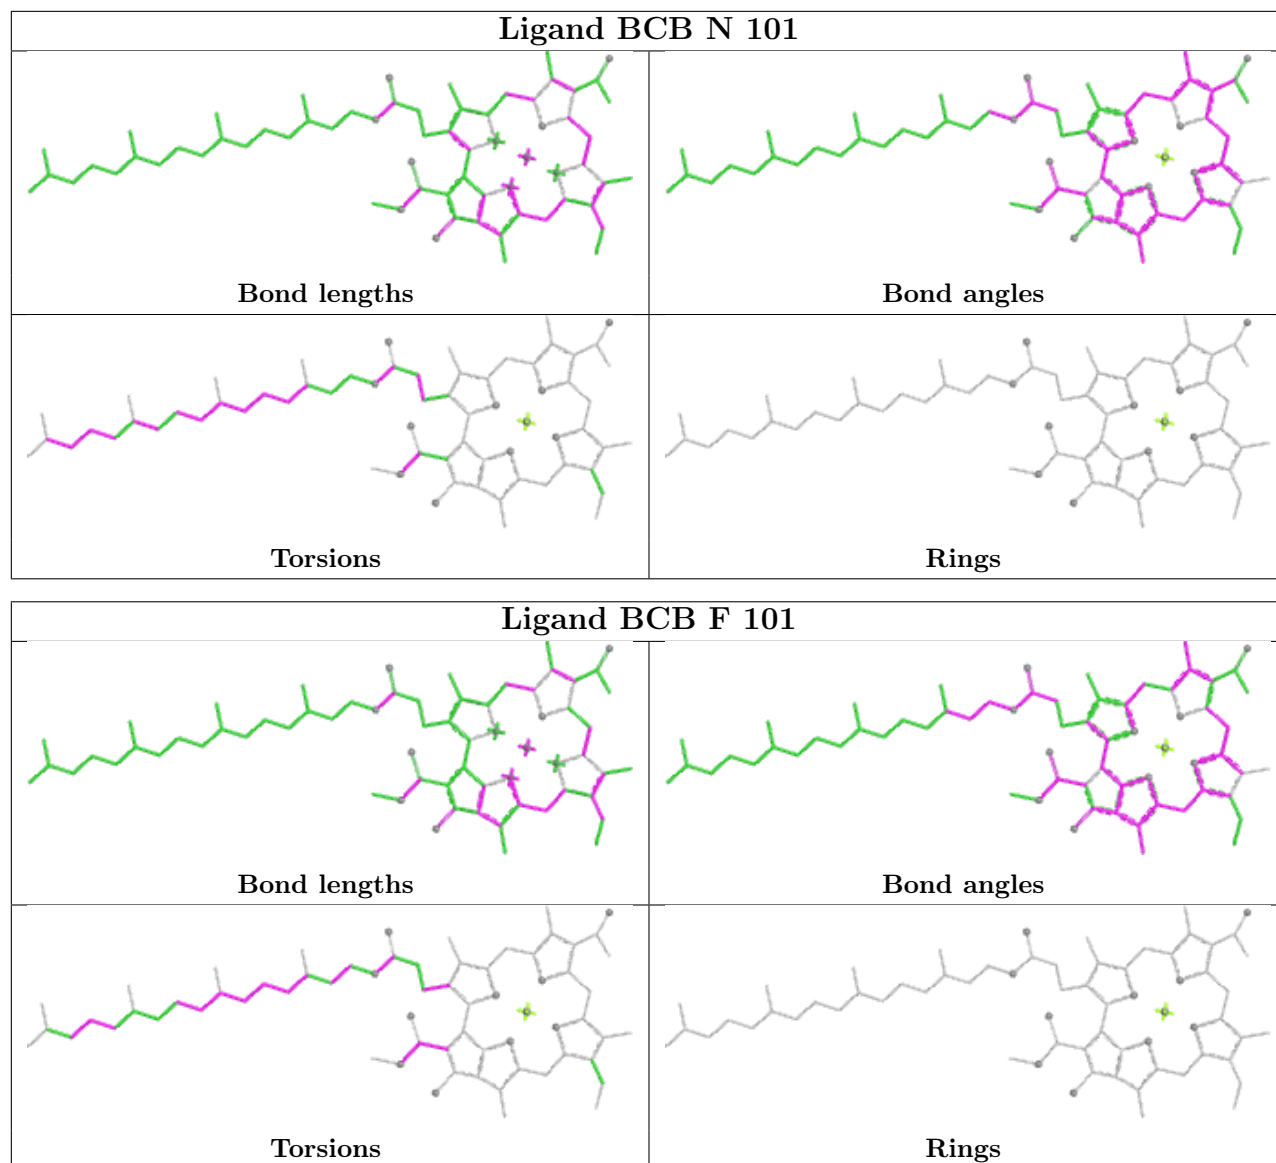 Ligand BCB N 101
Bond lengths
Bond angles
Torsions
Rings
Ligand BCB F 101
Bond lengths
Bond angles
Torsions
Rings